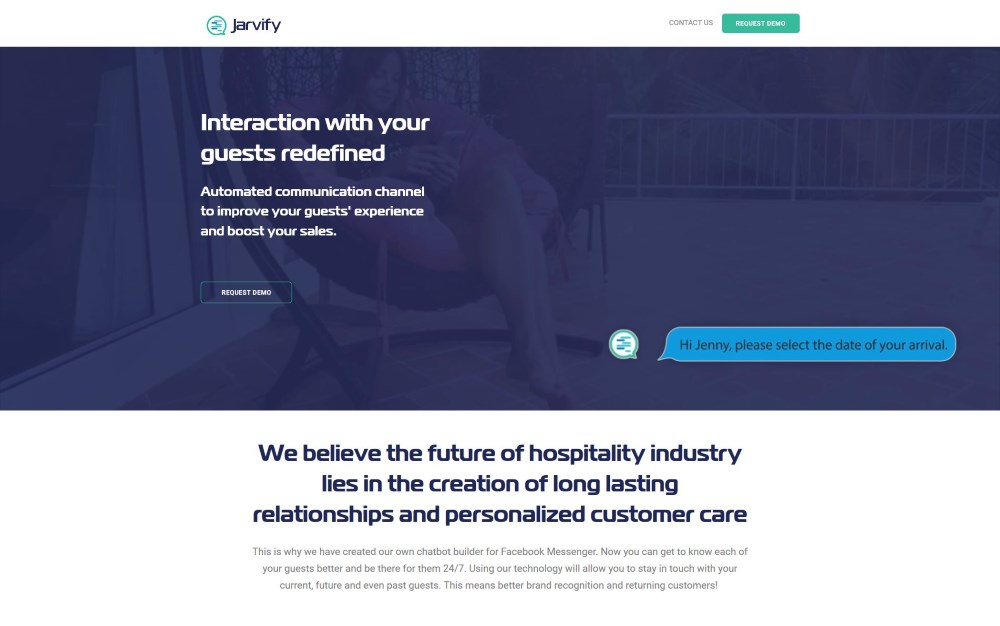 Jarvify
CONTACT US
REQUEST DEMO
Interaction with your
guests redefined
Automated communication channel
to improve your guests' experience
and boost your sales.
REQUEST DEMO
Hi Jenny, please select the date of your arrival.
We believe the future of hospitality industry
lies in the creation of long lasting
relationships and personalized customer care
This is why we have created our own chatbot builder for Facebook Messenger. Now you can get to know each of
your guests better and be there for them 24/7. Using our technology will allow you to stay in touch with your
current, future and even past guests. This means better brand recognition and returning customers!